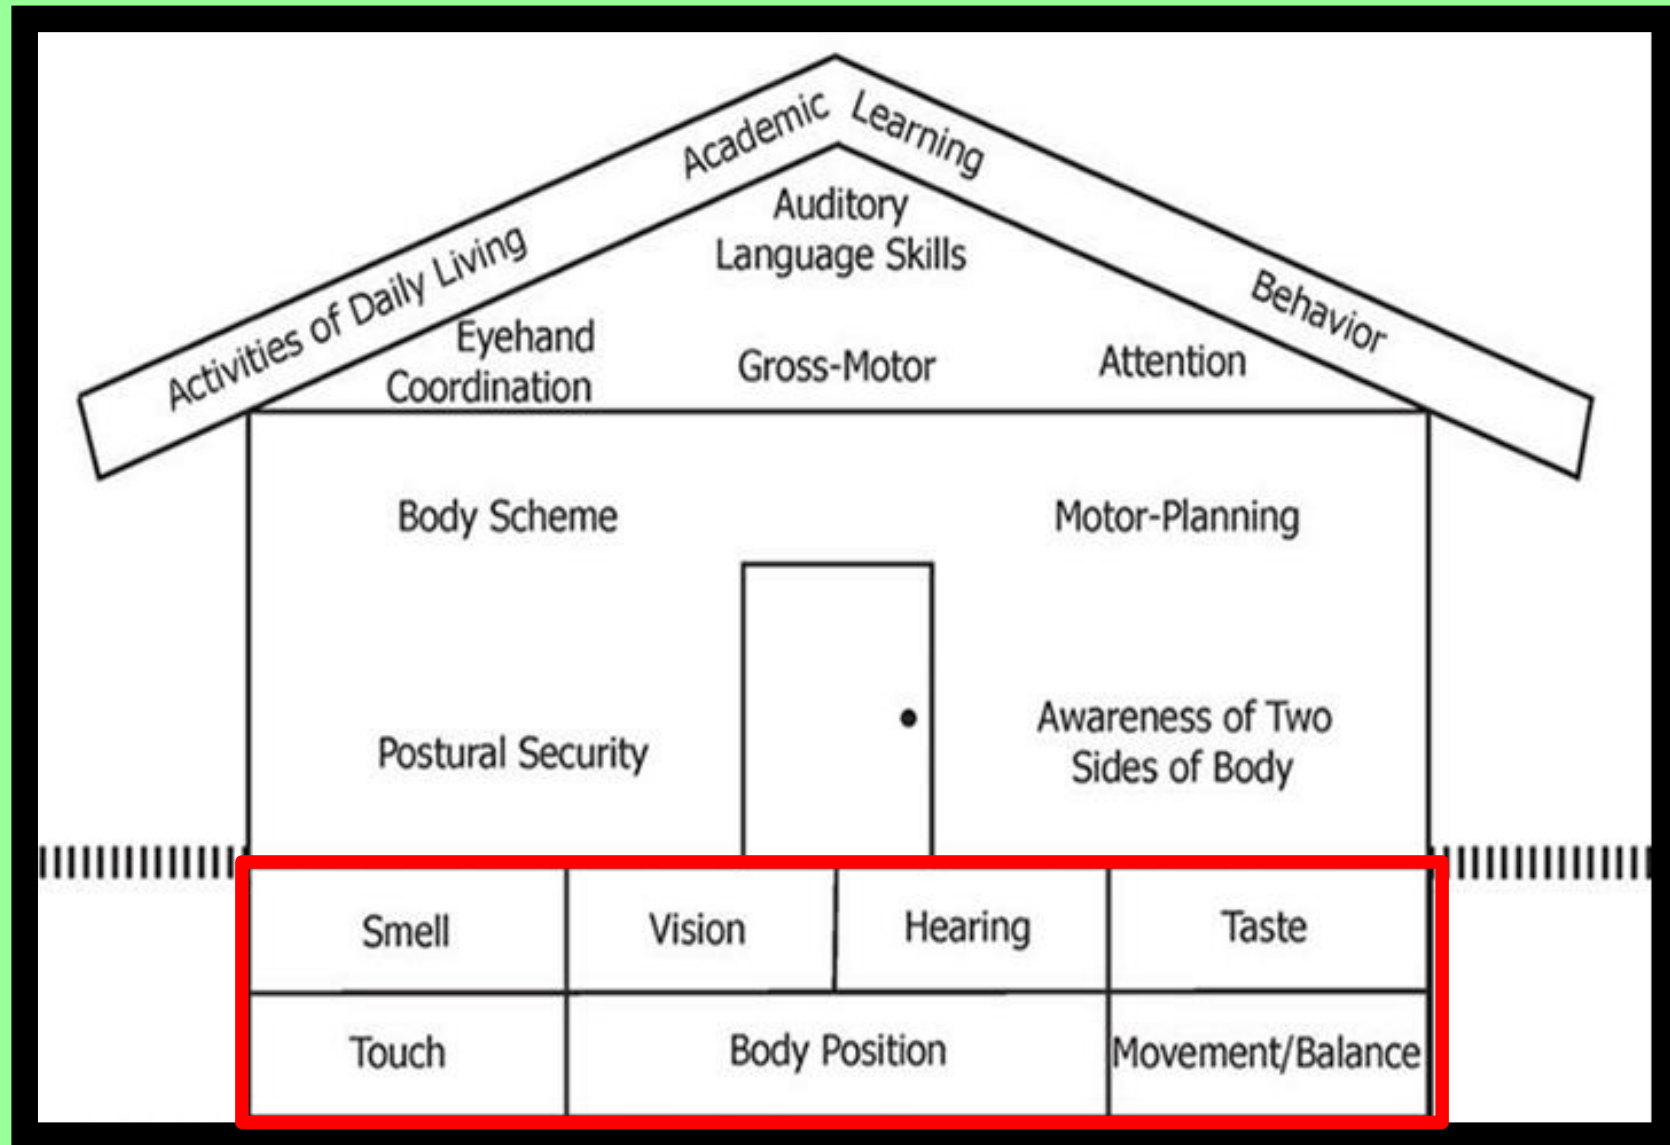 Academic Learning
Activities of Daily Living
Behavior
Auditory
Language Skills
Eyehand
Coordination
Gross-Motor
Attention
Body Scheme
Motor-Planning
Postural Security
Awareness of Two
Sides of Body
Smell
Vision
Hearing
Taste
Touch
Body Position
Movement/Balance